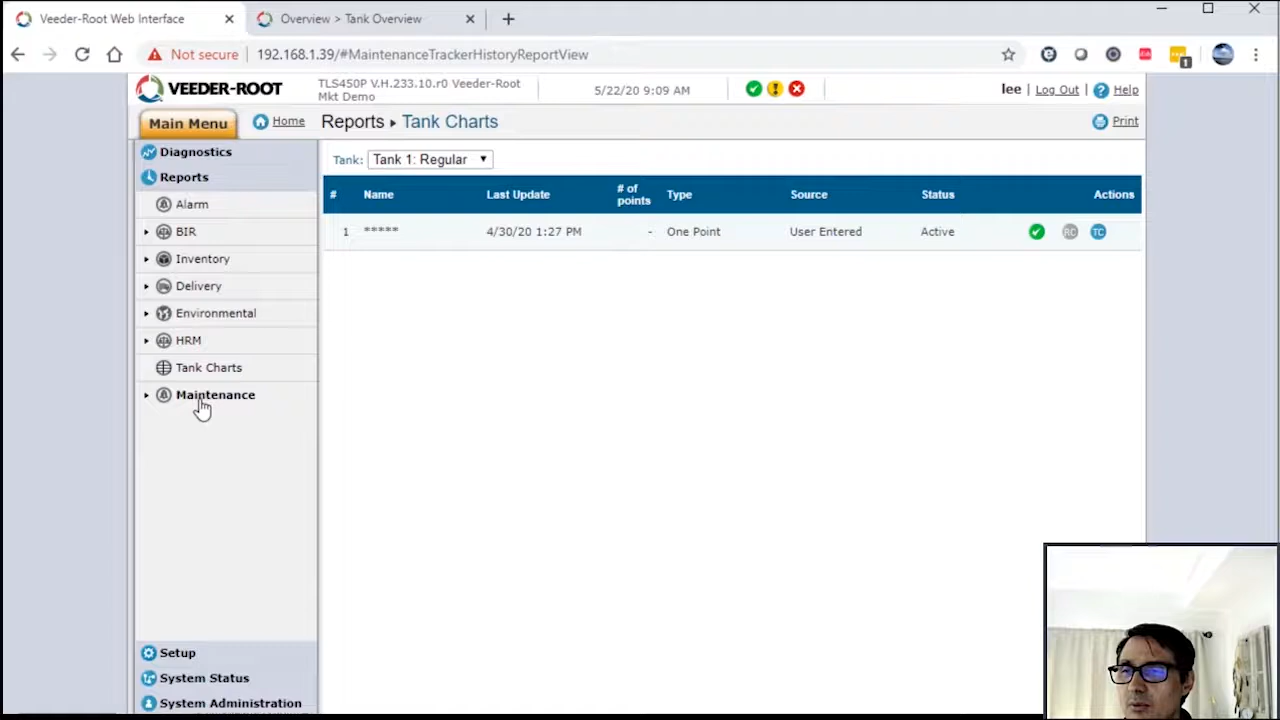 Veeder-Root Web Interface
Overview > Tank Overview
Not secure
192.168.1.39/#MaintenanceTrackerHistoryReportView
1
VEEDER-ROOT
TLS450P V.H.233.10.r0 Veeder-Root
Mkt Demo
5/22/20 9:09 AM
lee | Log Out | Help
Main Menu
Home
Reports ▸ Tank Charts
Print
Diagnostics
Reports
Alarm
BIR
Inventory
Delivery
Environmental
HRM
Tank Charts
Maintenance
Setup
System Status
System Administration
Tank: Tank 1: Regular
# Name Last Update # of points Type Source Status Actions
1 ***** 4/30/20 1:27 PM - One Point User Entered Active RC TC